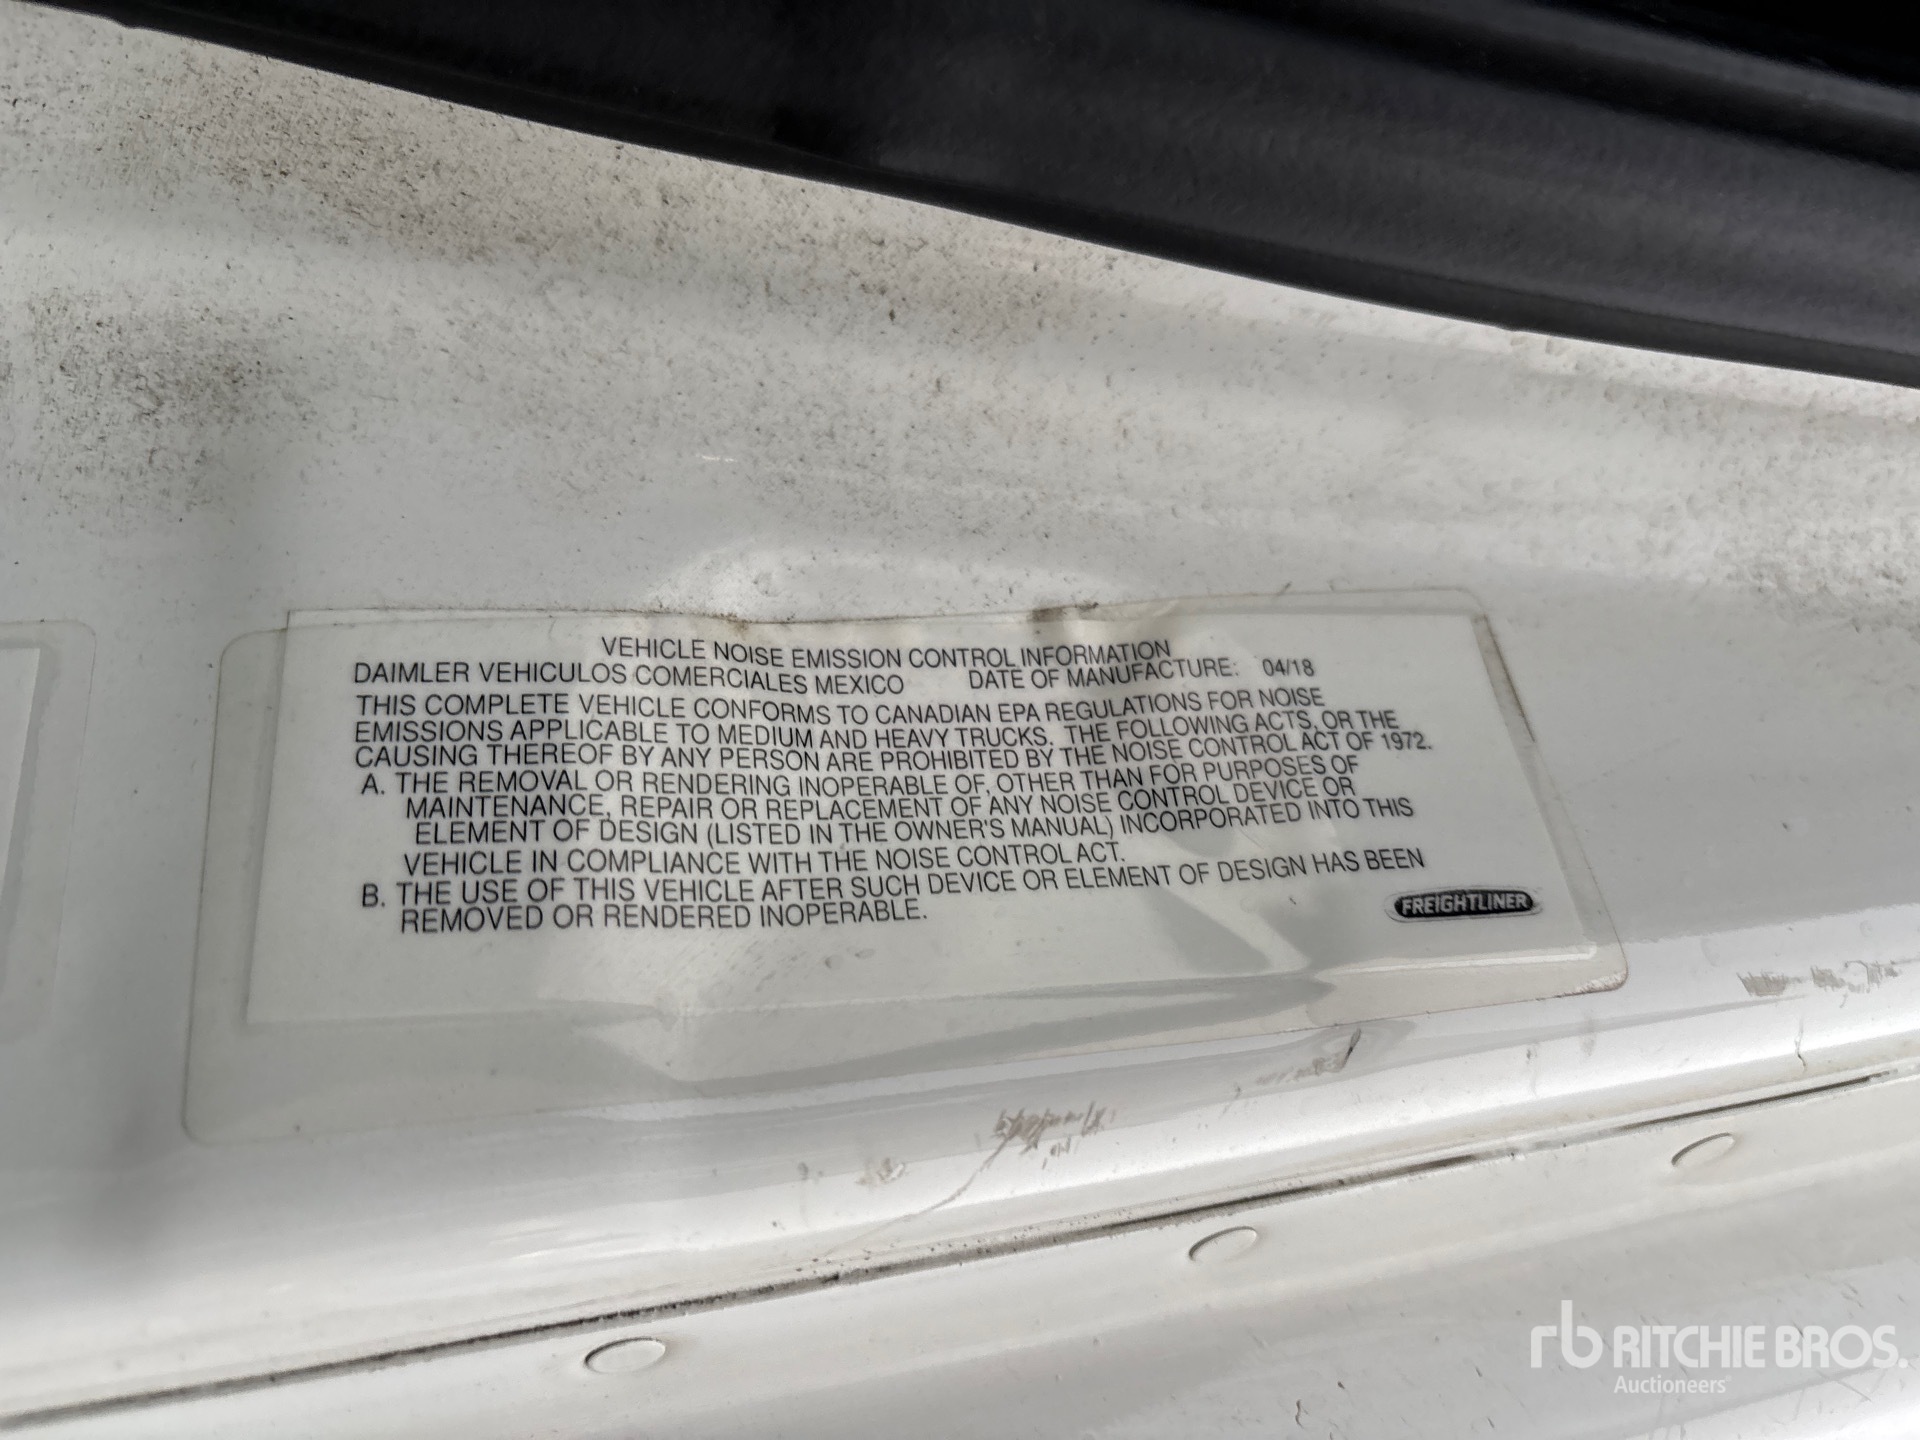 VEHICLE NOISE EMISSION CONTROL INFORMATION
DAIMLER VEHICULOS COMERCIALES MEXICO DATE OF MANUFACTURE: 04/18
THIS COMPLETE VEHICLE CONFORMS TO CANADIAN EPA REGULATIONS FOR NOISE
EMISSIONS APPLICABLE TO MEDIUM AND HEAVY TRUCKS, THE FOLLOWING ACTS, OR THE
CAUSING THEREOF BY ANY PERSON ARE PROHIBITED BY THE NOISE CONTROL ACT OF 1972.
A. THE REMOVAL OR RENDERING INOPERABLE OF, OTHER THAN FOR PURPOSES OF
MAINTENANCE, REPAIR OR REPLACEMENT OF ANY NOISE CONTROL DEVICE OR
ELEMENT OF DESIGN (LISTED IN THE OWNER'S MANUAL) INCORPORATED INTO THIS
VEHICLE IN COMPLIANCE WITH THE NOISE CONTROL ACT.
B. THE USE OF THIS VEHICLE AFTER SUCH DEVICE OR ELEMENT OF DESIGN HAS BEEN
REMOVED OR RENDERED INOPERABLE.
FREIGHTLINER
rb RITCHIE BROS.
Auctioneers